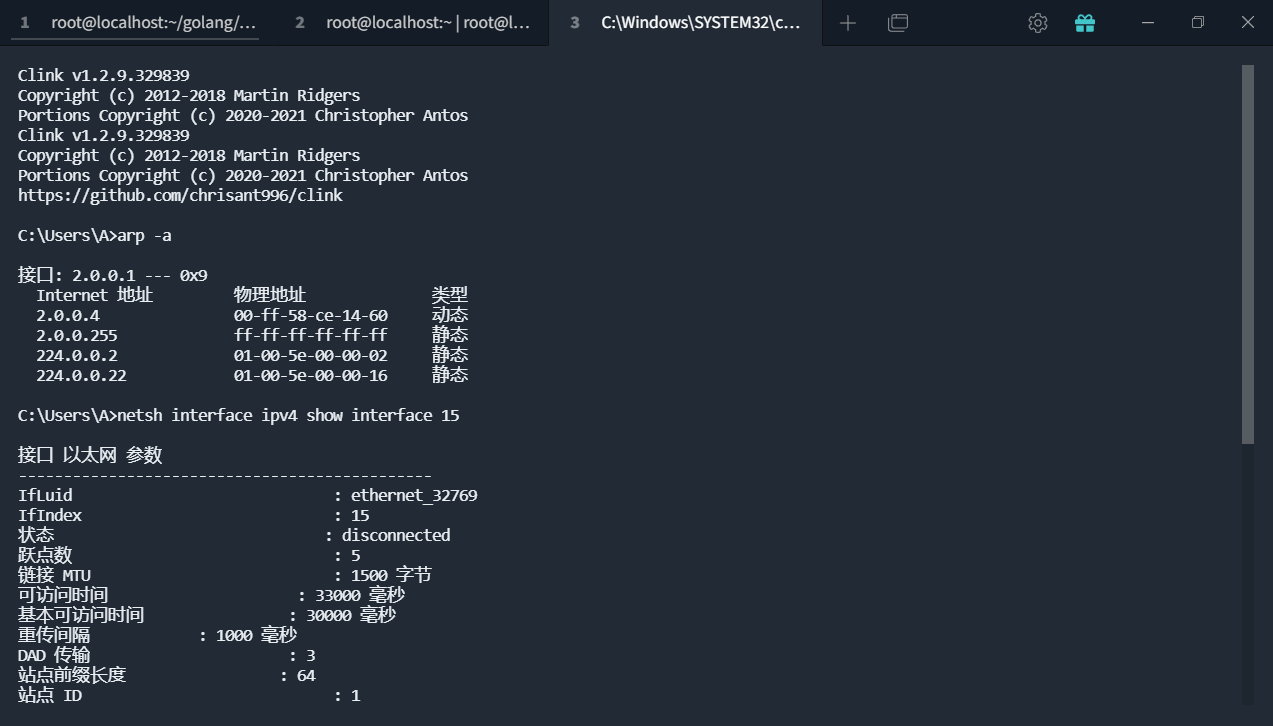 1 root@localhost:~/golang/... 2 root@localhost:~ | root@l... 3 C:\Windows\SYSTEM32\c...
Clink v1.2.9.329839
Copyright (c) 2012-2018 Martin Ridgers
Portions Copyright (c) 2020-2021 Christopher Antos
Clink v1.2.9.329839
Copyright (c) 2012-2018 Martin Ridgers
Portions Copyright (c) 2020-2021 Christopher Antos
https://github.com/chrisant996/clink
C:\Users\A>arp -a
接口: 2.0.0.1 --- 0x9
Internet 地址 物理地址 类型
2.0.0.4 00-ff-58-ce-14-60 动态
2.0.0.255 ff-ff-ff-ff-ff-ff 静态
224.0.0.2 01-00-5e-00-00-02 静态
224.0.0.22 01-00-5e-00-00-16 静态
C:\Users\A>netsh interface ipv4 show interface 15
接口 以太网 参数
----------------------------------------------
IfLuid : ethernet_32769
IfIndex : 15
状态 : disconnected
跃点数 : 5
链接 MTU : 1500 字节
可访问时间 : 33000 毫秒
基本可访问时间 : 30000 毫秒
重传间隔 : 1000 毫秒
DAD 传输 : 3
站点前缀长度 : 64
站点 ID : 1